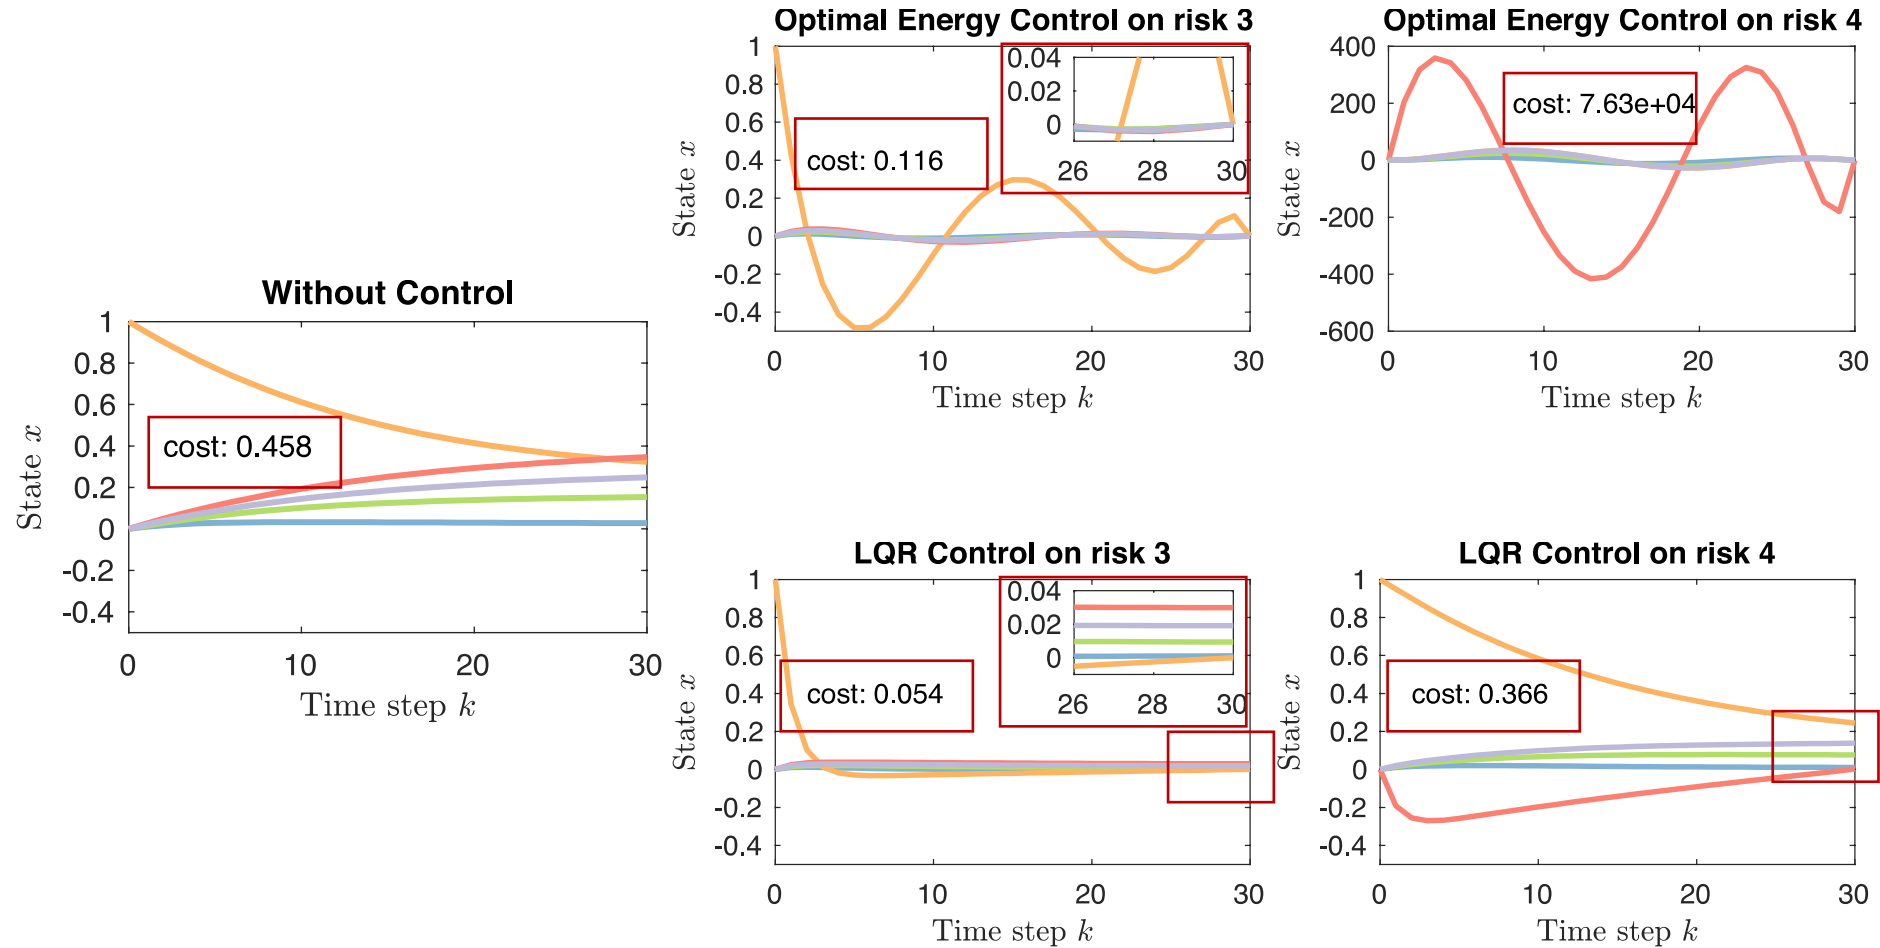 Without Control
1
0.8
0.6
0.4
0.2
0
-0.2
-0.4
cost: 0.458
State x
0 10 20 30
Time step k
Optimal Energy Control on risk 3
1
0.8
0.6
0.4
0.2
0
-0.2
-0.4
cost: 0.116
0.04
0.02
0
26 28 30
State x
0 10 20 30
Time step k
Optimal Energy Control on risk 4
400
200
0
-200
-400
-600
cost: 7.63e+04
State x
0 10 20 30
Time step k
LQR Control on risk 3
1
0.8
0.6
0.4
0.2
0
-0.2
-0.4
cost: 0.054
0.04
0.02
0
26 28 30
State x
0 10 20 30
Time step k
LQR Control on risk 4
1
0.8
0.6
0.4
0.2
0
-0.2
-0.4
cost: 0.366
State x
0 10 20 30
Time step k